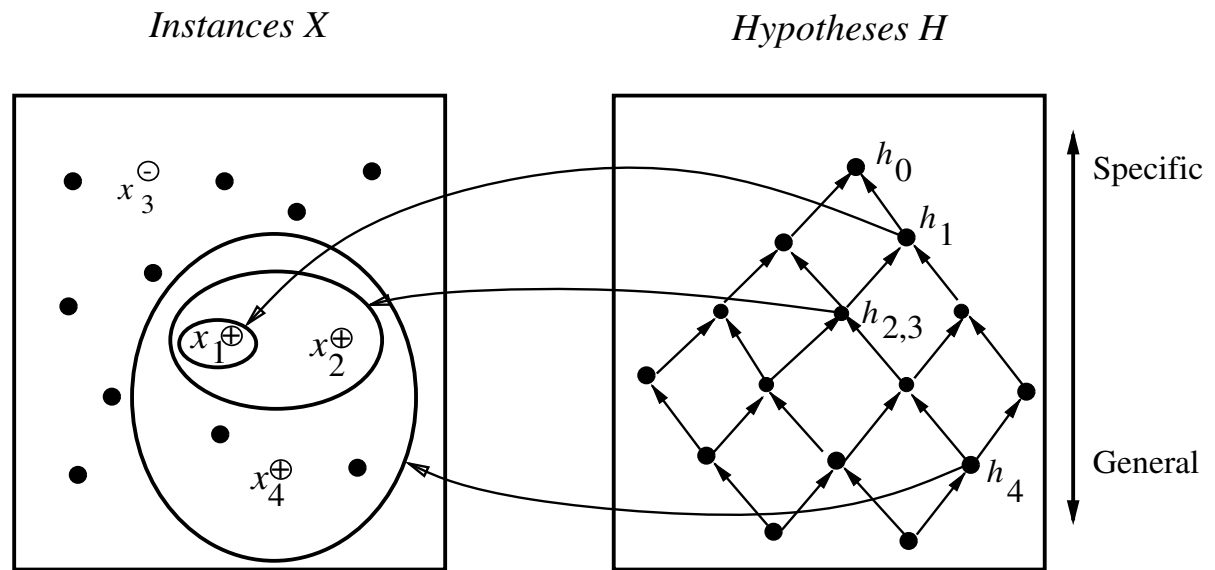 Instances X
Hypotheses H
x3 ⊖
h0
Specific
h1
x1 ⊕
x2 ⊕
h2,3
x4 ⊕
h4
General